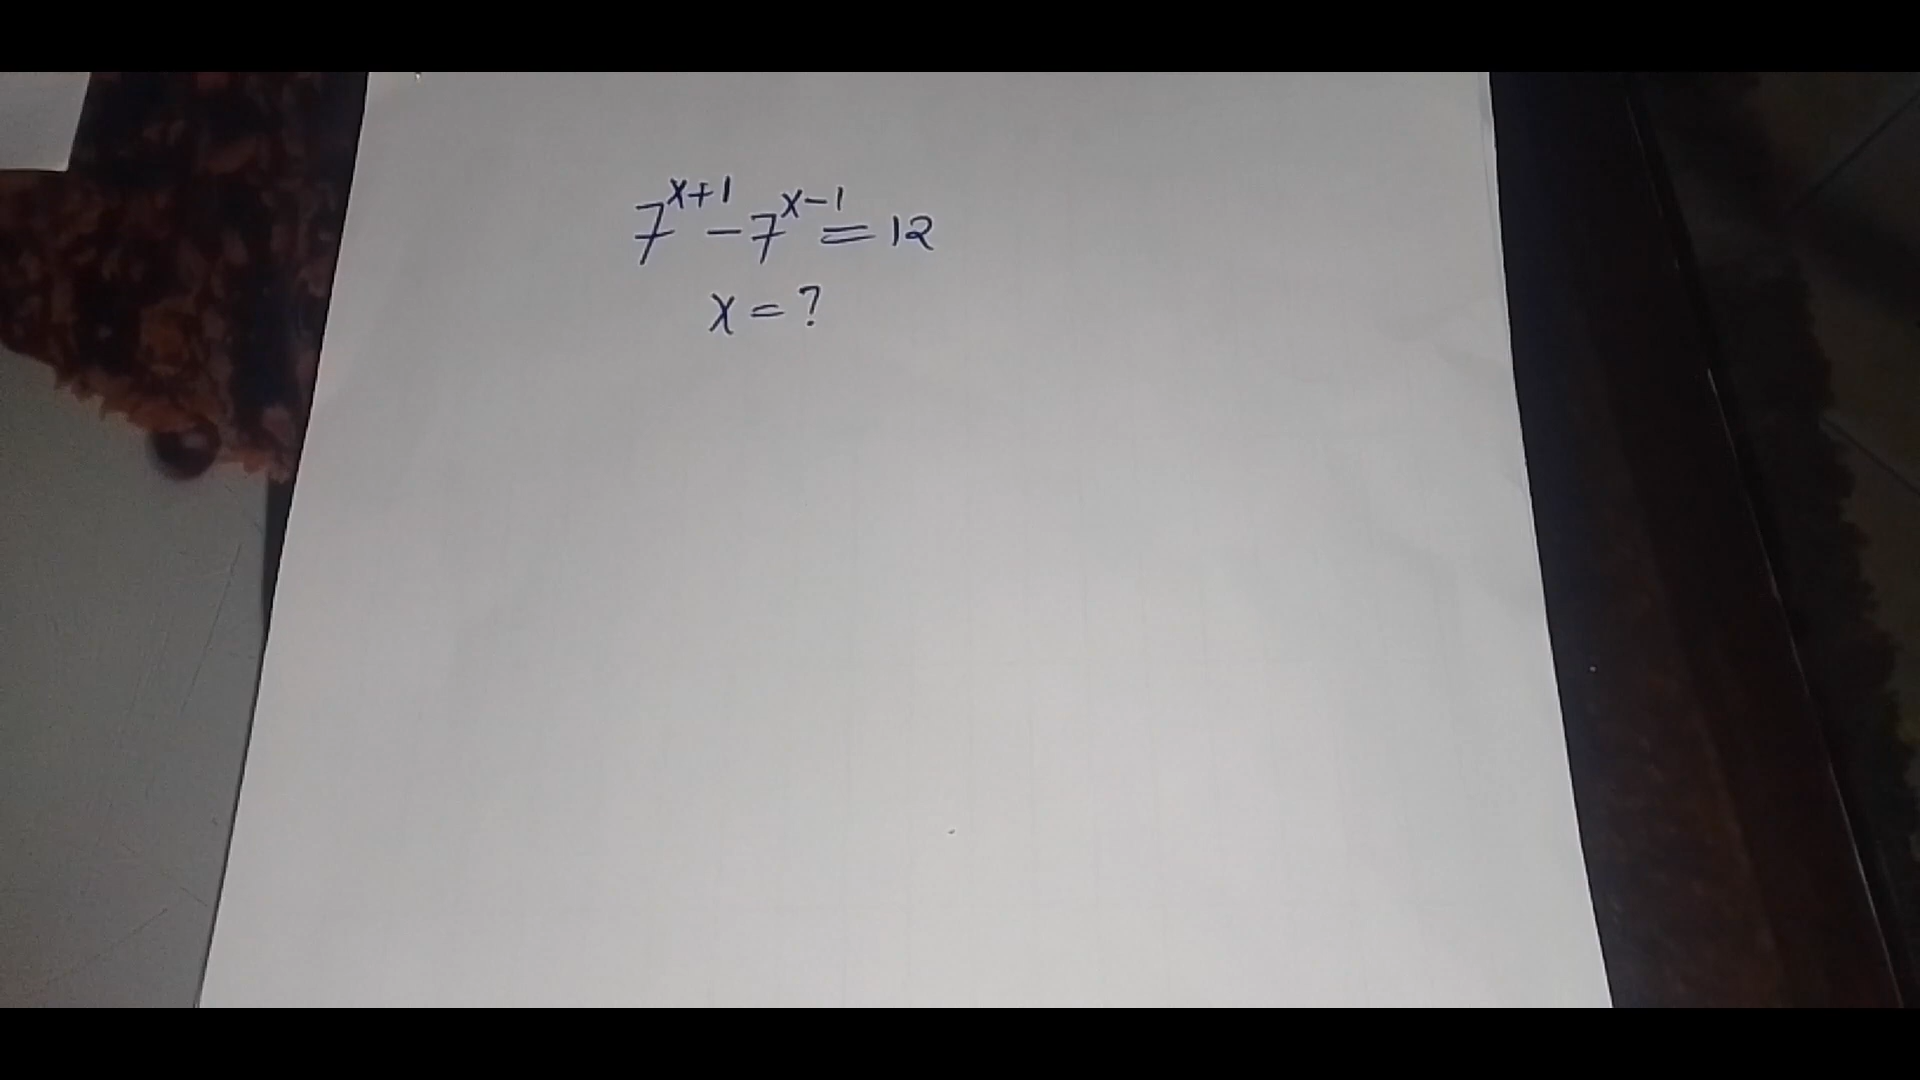 7^{x+1} - 7^{x-1} = 12
x = ?